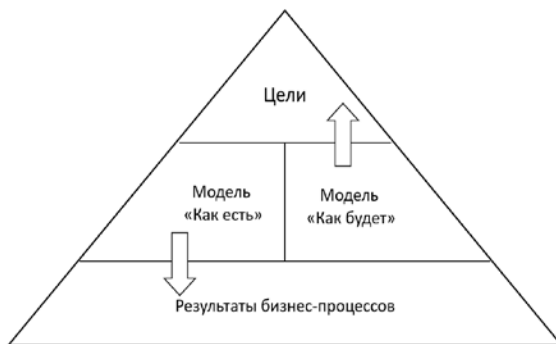 Цели
Модель
«Как есть»
Модель
«Как будет»
Результаты бизнес-процессов